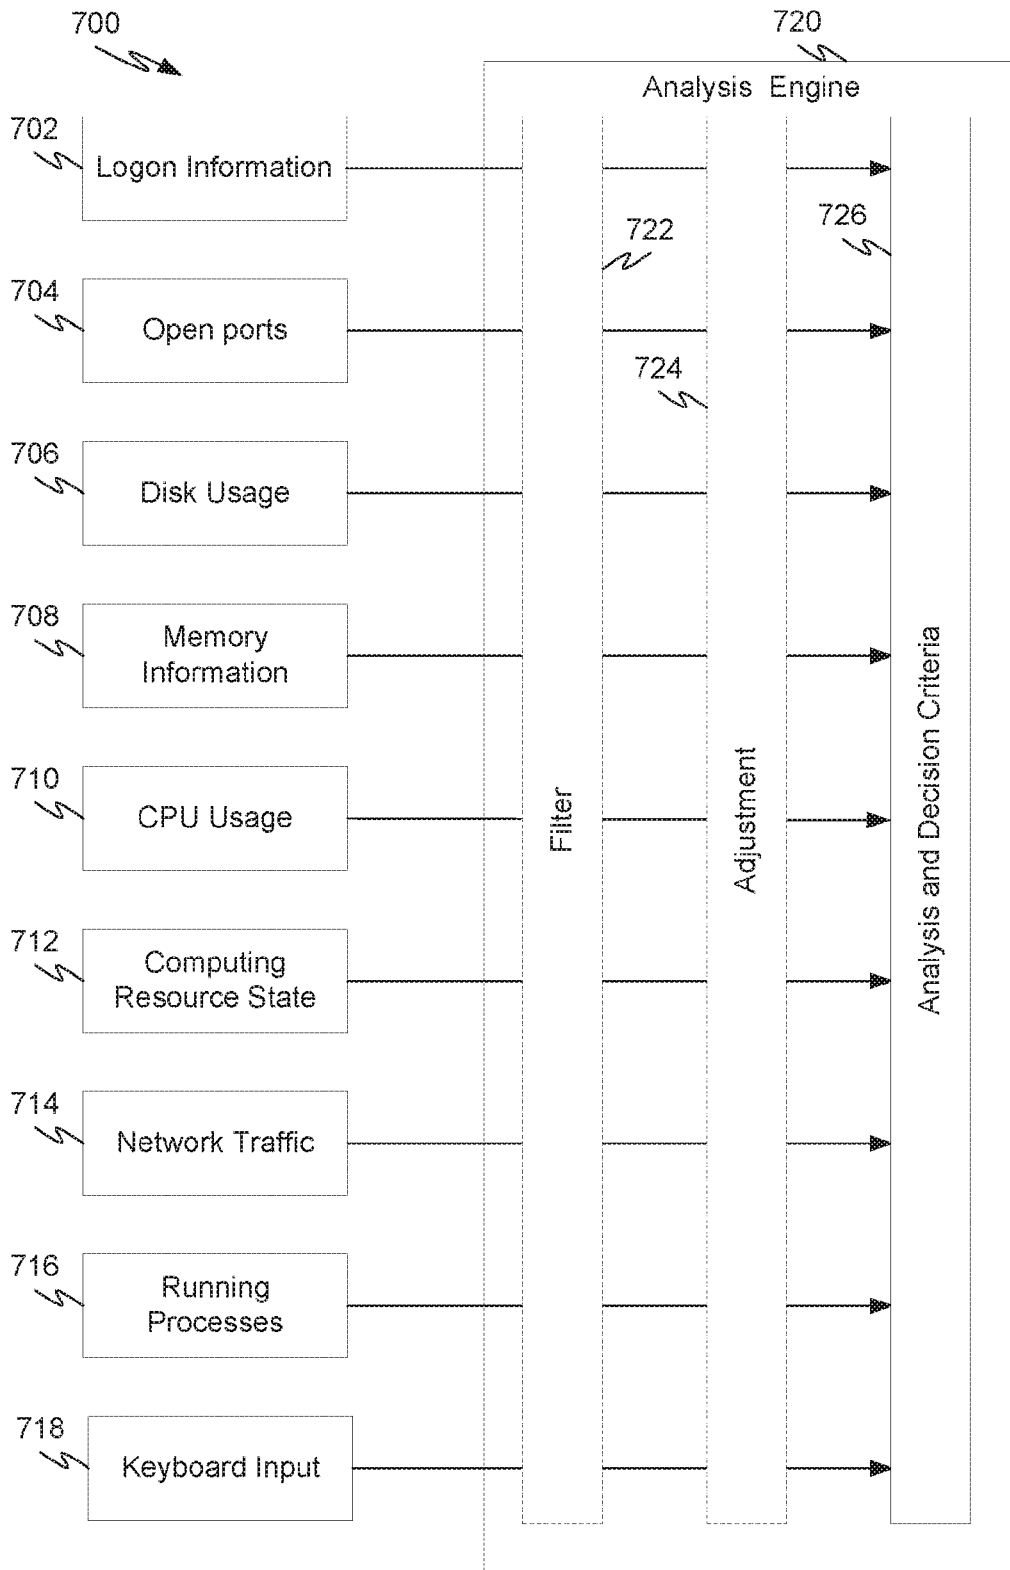 700
720
Analysis Engine
702
Logon Information
726
722
704
Open ports
724
706
Disk Usage
708
Memory
Information
Analysis and Decision Criteria
710
CPU Usage
Filter
Adjustment
712
Computing
Resource State
714
Network Traffic
716
Running
Processes
718
Keyboard Input